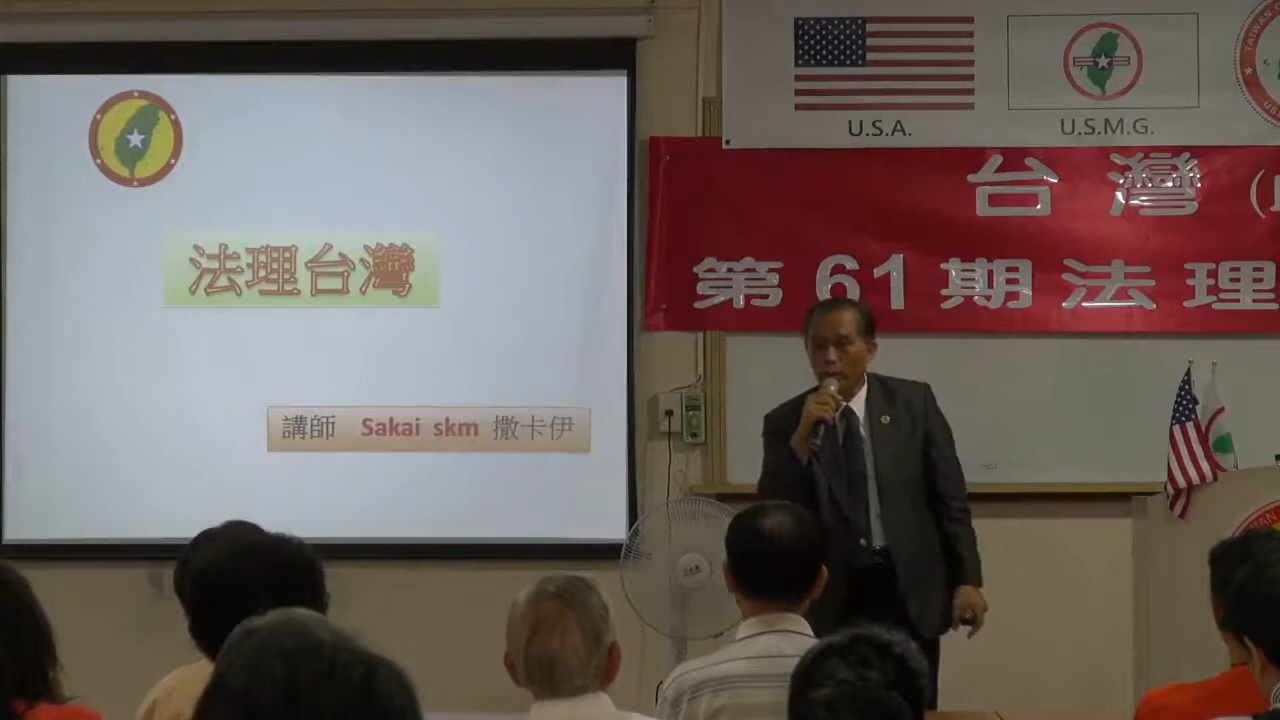 法理台灣
講師 Sakai skm 撒卡伊
U.S.A.
U.S.M.G.
TAIWAN
台灣
第61期法理